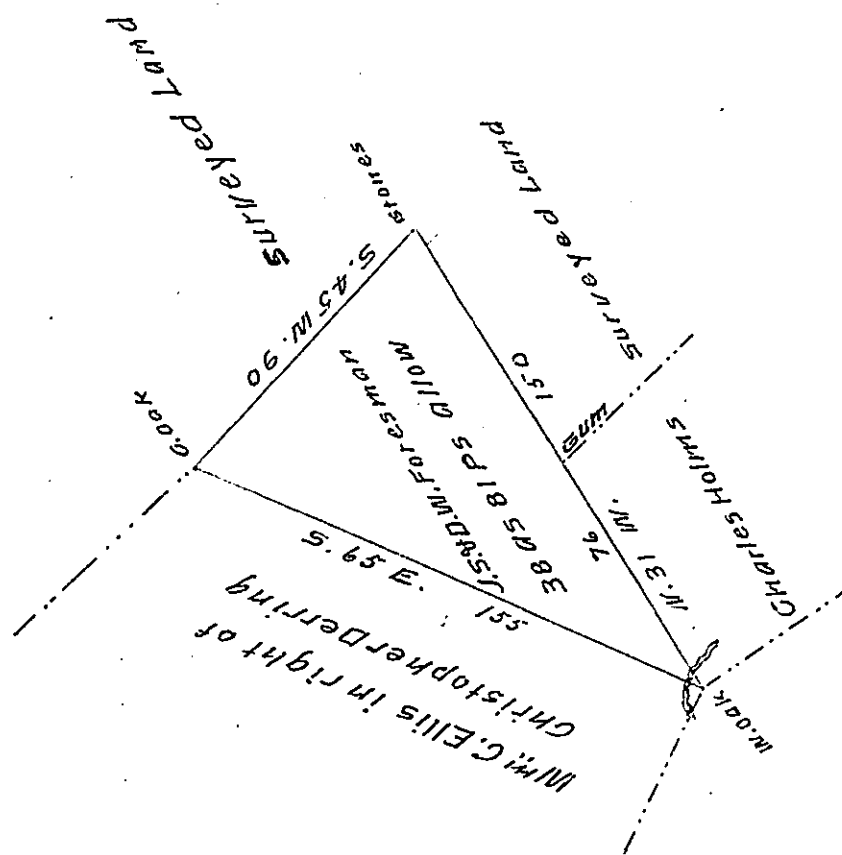 Surveyed Land
Surveyed Land
stones
S. 45 W. 90
C.oak
150
Gum
J.S.&D.W.Foresman
38 as 81 ps allow
Charles Holms
76
N. 31 W.
S. 65 E.
155
Wm. C. Ellis in right of
Christopher Derring
W.oak